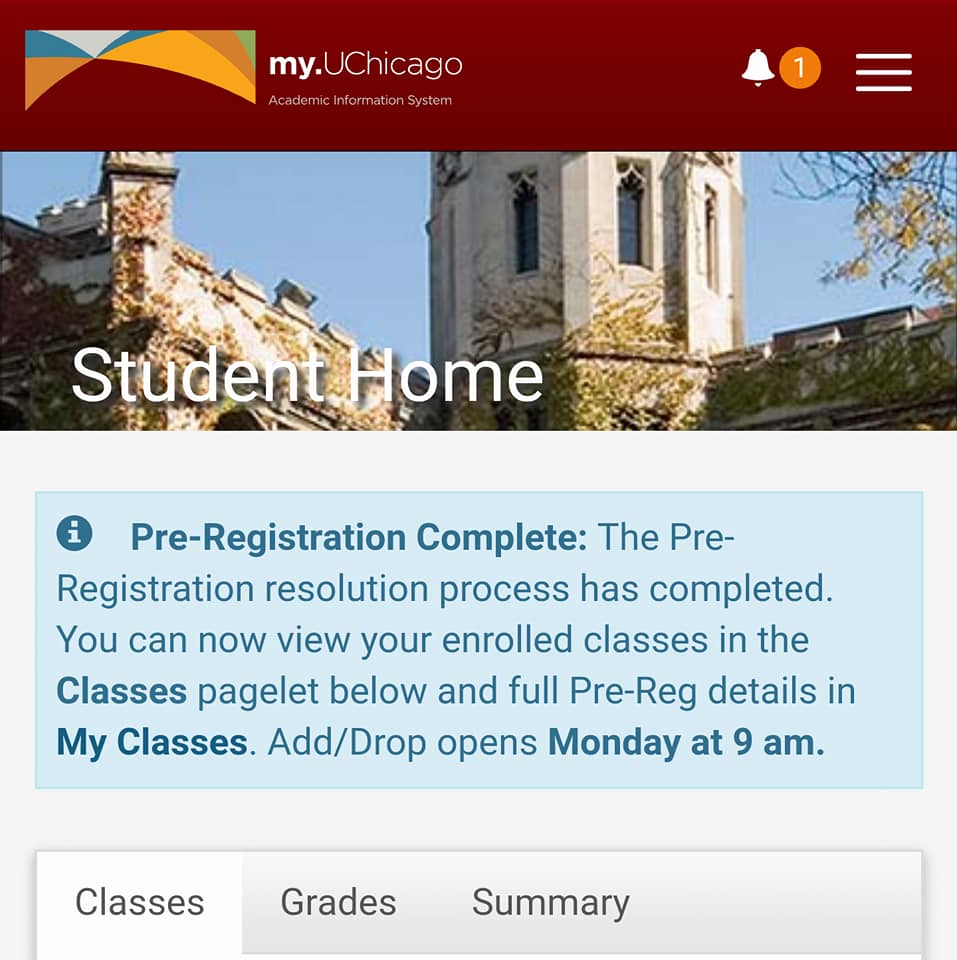 my.UChicago
Academic Information System
1
Student Home
Pre-Registration Complete: The Pre-
Registration resolution process has completed.
You can now view your enrolled classes in the
Classes pagelet below and full Pre-Reg details in
My Classes. Add/Drop opens Monday at 9 am.
Classes Grades Summary